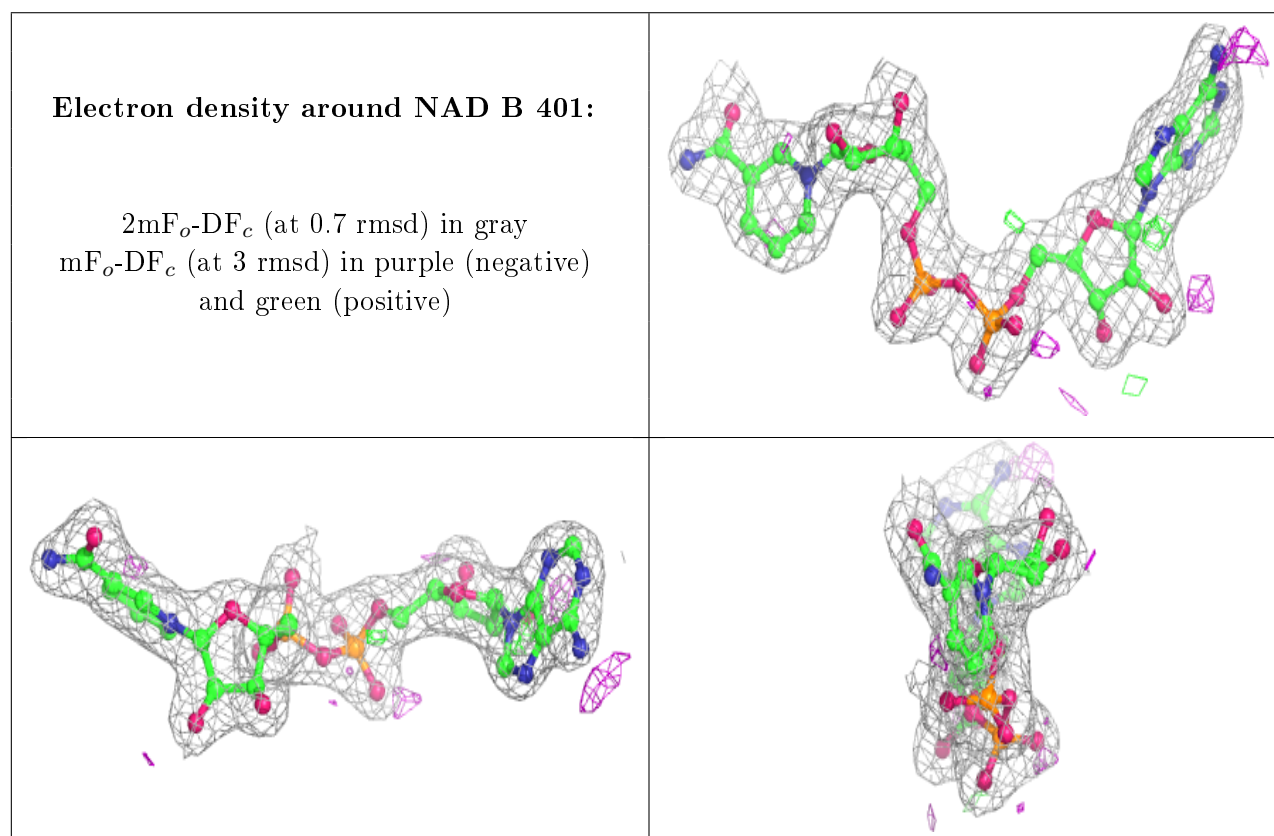 Electron density around NAD B 401:
2mFₒ-DF𝒸 (at 0.7 rmsd) in gray
mFₒ-DF𝒸 (at 3 rmsd) in purple (negative)
and green (positive)